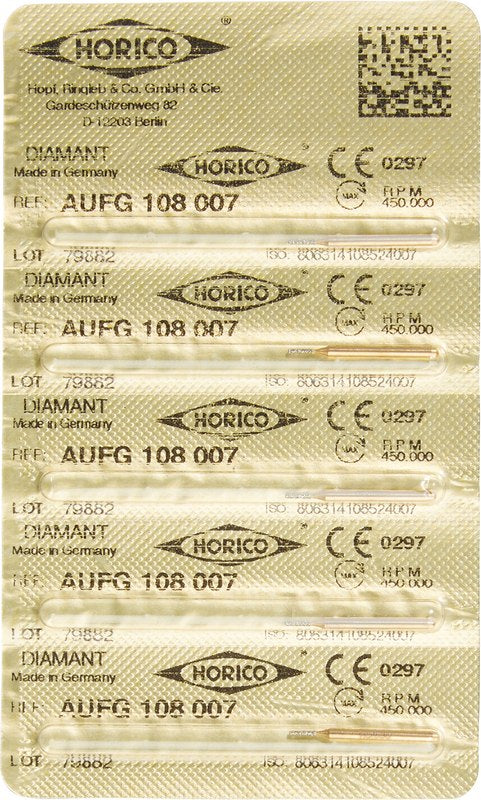 HORICO ®
Hopf, Ringleb & Co. GmbH & Cie.
Gardeschützenweg 82
D-12203 Berlin
DIAMANT HORICO CE 0297
Made in Germany
REF: AUFG 108 007 MAX RPM 450.000
LOT 79882 ISO: 806314108524007
DIAMANT HORICO CE 0297
Made in Germany
REF: AUFG 108 007 MAX RPM 450.000
LOT 79882 ISO: 806314108524007
DIAMANT HORICO CE 0297
Made in Germany
REF: AUFG 108 007 MAX RPM 450.000
LOT 79882 ISO: 806314108524007
DIAMANT HORICO CE 0297
Made in Germany
REF: AUFG 108 007 MAX RPM 450.000
LOT 79882 ISO: 806314108524007
DIAMANT HORICO CE 0297
Made in Germany
REF: AUFG 108 007 MAX RPM 450.000
LOT 79882 ISO: 806314108524007